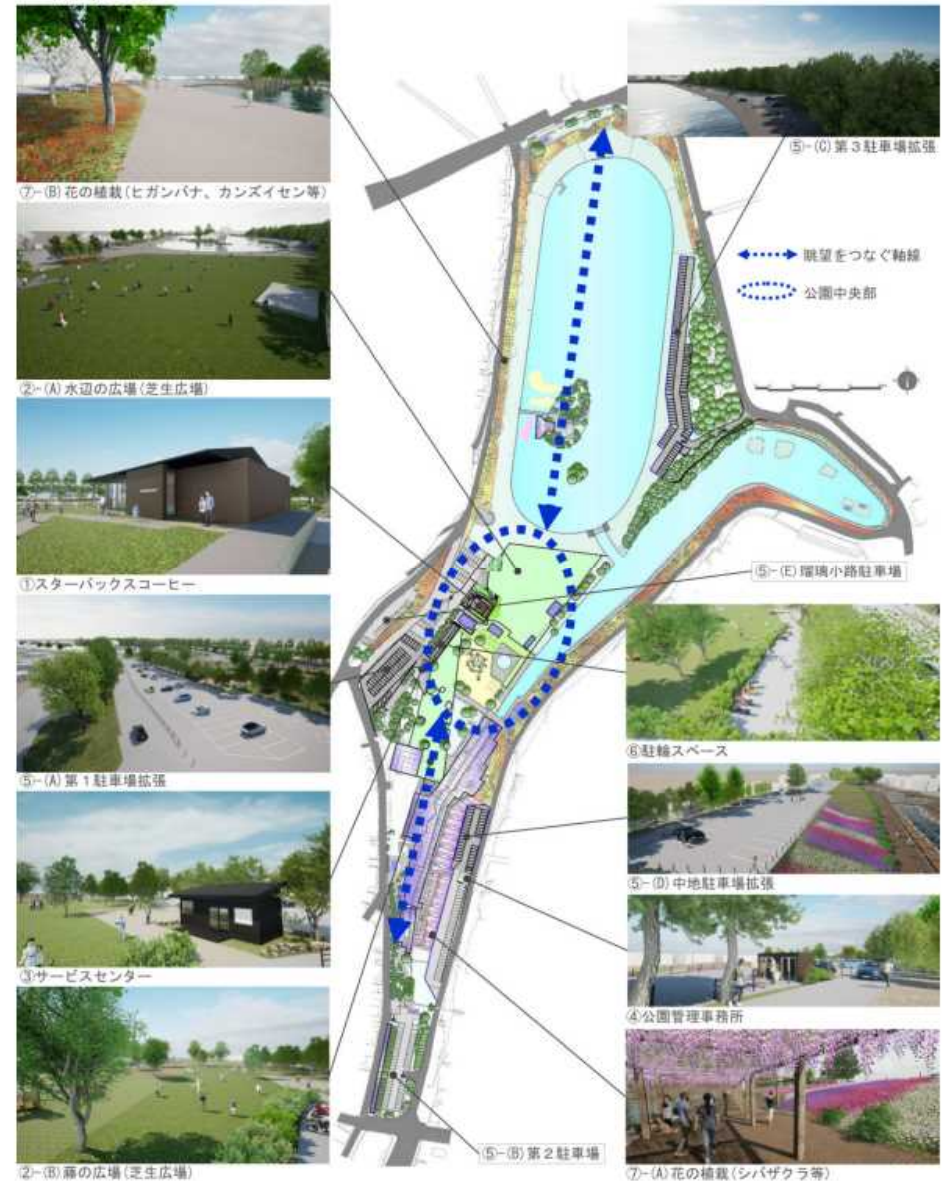 ⑦-(B)花の植栽(ヒガンバナ、カンズイセン等)
②-(A)水辺の広場(芝生広場)
①スターバックスコーヒー
⑤-(A)第1駐車場拡張
③サービスセンター
②-(B)藤の広場(芝生広場)
⑤-(C)第3駐車場拡張
眺望をつなぐ軸線
公園中央部
⑤-(E)瑠璃小路駐車場
⑥駐輪スペース
⑤-(D)中地駐車場拡張
④公園管理事務所
⑤-(B)第2駐車場
⑦-(A)花の植栽(シバザクラ等)